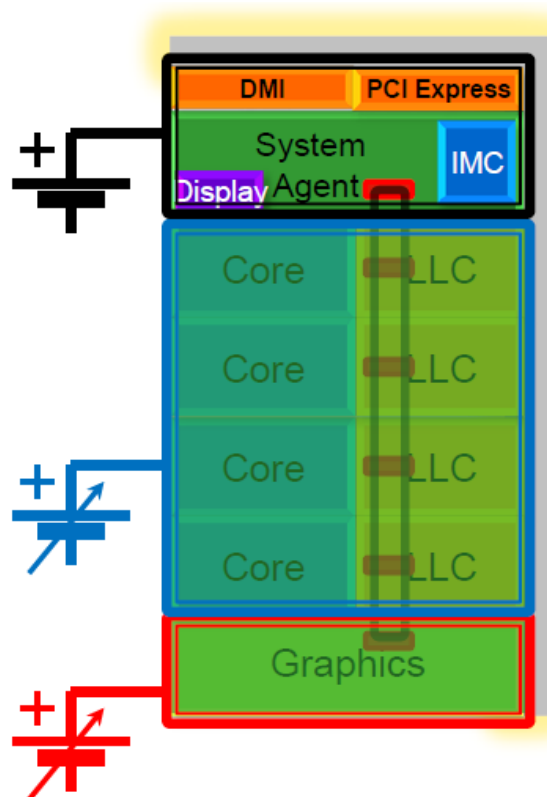 DMI PCI Express
System
Agent
IMC
Display
+
Core LLC
Core LLC
Core LLC
+
Core LLC
Graphics
+